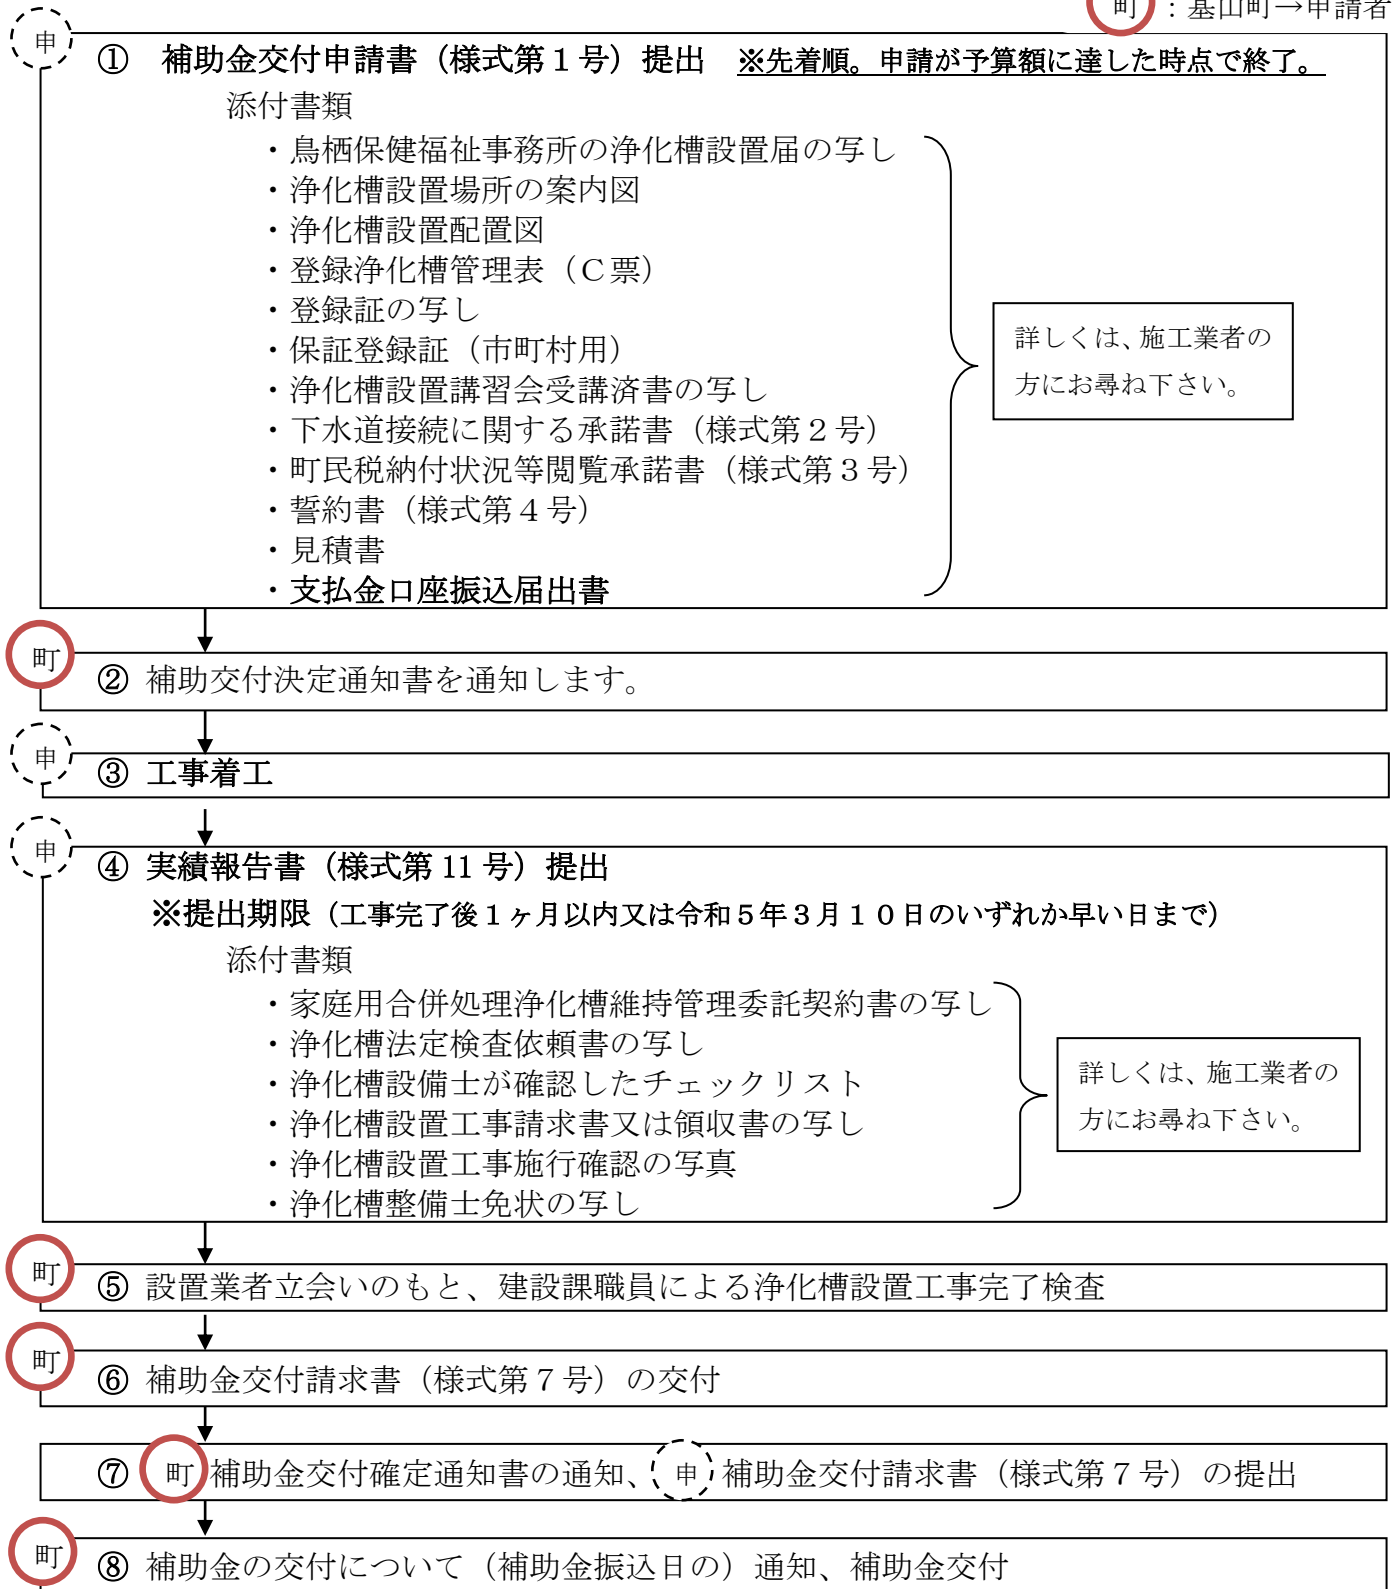 町：基山町→申請者
申
① 補助金交付申請書（様式第１号）提出 ※先着順。申請が予算額に達した時点で終了。
添付書類
・鳥栖保健福祉事務所の浄化槽設置届の写し
・浄化槽設置場所の案内図
・浄化槽設置配置図
・登録浄化槽管理表（Ｃ票）
・登録証の写し
・保証登録証（市町村用）
・浄化槽設置講習会受講済書の写し
・下水道接続に関する承諾書（様式第２号）
・町民税納付状況等閲覧承諾書（様式第３号）
・誓約書（様式第４号）
・見積書
・支払金口座振込届出書
詳しくは、施工業者の
方にお尋ね下さい。
町
② 補助交付決定通知書を通知します。
申
③ 工事着工
申
④ 実績報告書（様式第 11 号）提出
※提出期限（工事完了後１ヶ月以内又は令和５年３月１０日のいずれか早い日まで）
添付書類
・家庭用合併処理浄化槽維持管理委託契約書の写し
・浄化槽法定検査依頼書の写し
・浄化槽設備士が確認したチェックリスト
・浄化槽設置工事請求書又は領収書の写し
・浄化槽設置工事施行確認の写真
・浄化槽整備士免状の写し
詳しくは、施工業者の
方にお尋ね下さい。
町
⑤ 設置業者立会いのもと、建設課職員による浄化槽設置工事完了検査
町
⑥ 補助金交付請求書（様式第７号）の交付
⑦ 町 補助金交付確定通知書の通知、申 補助金交付請求書（様式第７号）の提出
町
⑧ 補助金の交付について（補助金振込日の）通知、補助金交付